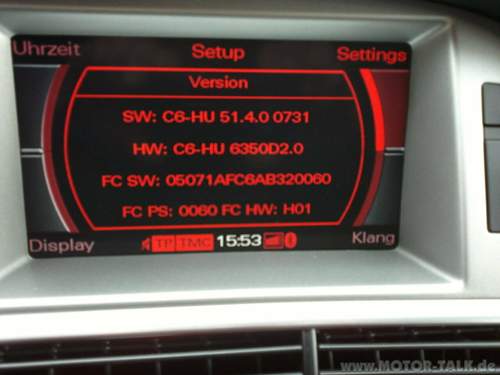 Uhrzeit Setup Settings
Version
SW: C6-HU 51.4.0 0731
HW: C6-HU 6350D2.0
FC SW: 05071AFC6AB320060
FC PS: 0060 FC HW: H01
Display TP TMC 15:53 Klang
www.MOTOR-TALK.de